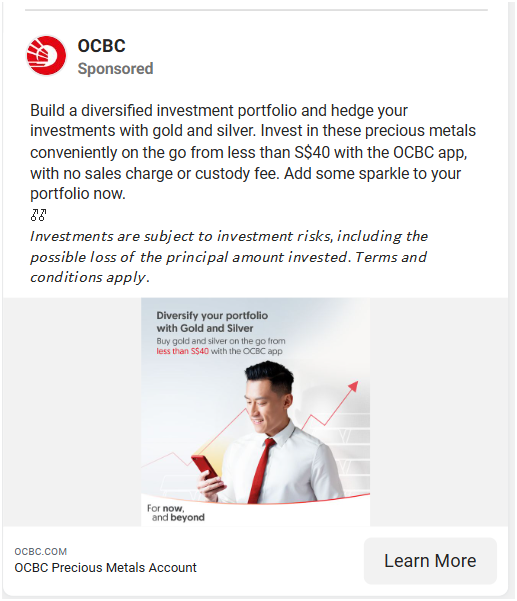 OCBC
Sponsored
Build a diversified investment portfolio and hedge your
investments with gold and silver. Invest in these precious metals
conveniently on the go from less than S$40 with the OCBC app,
with no sales charge or custody fee. Add some sparkle to your
portfolio now.
Investments are subject to investment risks, including the
possible loss of the principal amount invested. Terms and
conditions apply.
Diversify your portfolio
with Gold and Silver
Buy gold and silver on the go from
less than S$40 with the OCBC app
For now,
and beyond
OCBC.COM
OCBC Precious Metals Account
Learn More